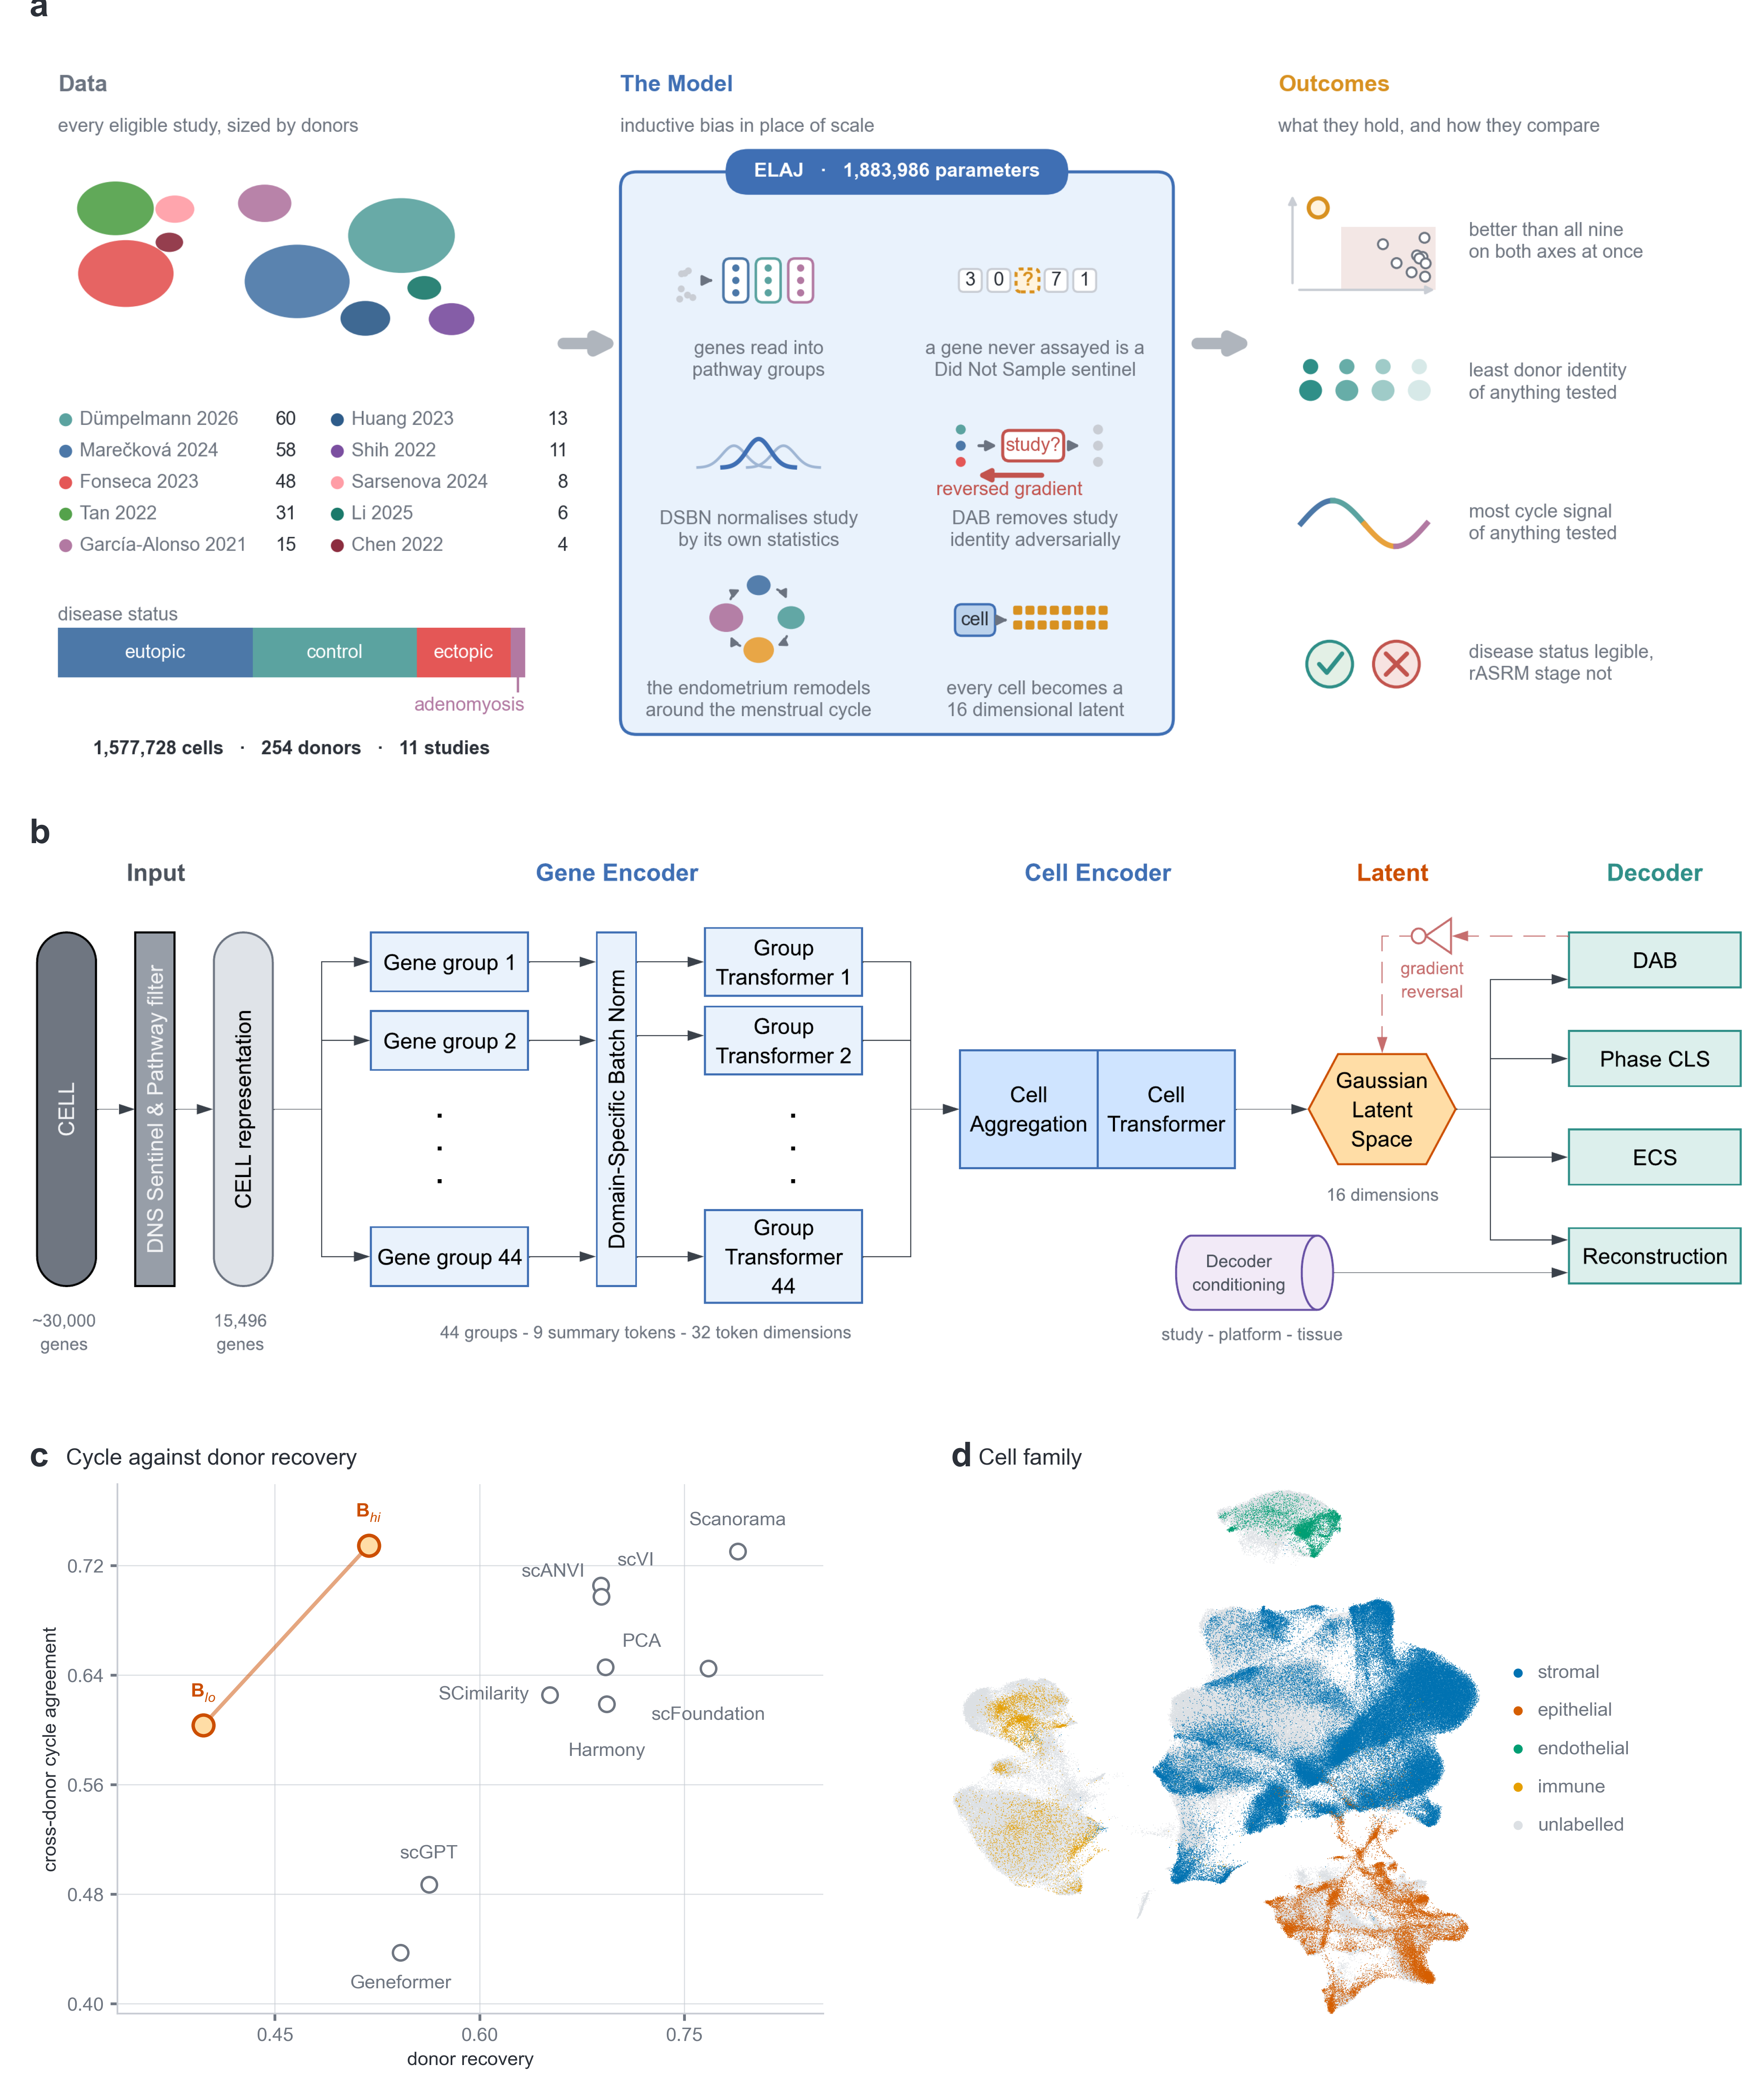 a
Data
every eligible study, sized by donors
Dümpelmann 2026 60
Marečková 2024 58
Fonseca 2023 48
Tan 2022 31
García-Alonso 2021 15
Huang 2023 13
Shih 2022 11
Sarsenova 2024 8
Li 2025 6
Chen 2022 4
disease status
eutopic
control
ectopic
adenomyosis
1,577,728 cells · 254 donors · 11 studies
The Model
inductive bias in place of scale
ELAJ · 1,883,986 parameters
genes read into
pathway groups
3 0 ? 7 1
a gene never assayed is a
Did Not Sample sentinel
DSBN normalises study
by its own statistics
study?
reversed gradient
DAB removes study
identity adversarially
the endometrium remodels
around the menstrual cycle
cell
every cell becomes a
16 dimensional latent
Outcomes
what they hold, and how they compare
better than all nine
on both axes at once
least donor identity
of anything tested
most cycle signal
of anything tested
disease status legible,
rASRM stage not
b
Input
Gene Encoder
Cell Encoder
Latent
Decoder
CELL
DNS Sentinel & Pathway filter
CELL representation
~30,000
genes
15,496
genes
Gene group 1
Gene group 2
Gene group 44
Domain-Specific Batch Norm
Group
Transformer 1
Group
Transformer 2
Group
Transformer
44
44 groups - 9 summary tokens - 32 token dimensions
Cell
Aggregation
Cell
Transformer
gradient
reversal
Gaussian
Latent
Space
16 dimensions
Decoder
conditioning
study - platform - tissue
DAB
Phase CLS
ECS
Reconstruction
c Cycle against donor recovery
cross-donor cycle agreement
0.72
0.64
0.56
0.48
0.40
0.45
0.60
0.75
donor recovery
Bhi
Blo
Scanorama
scVI
scANVI
PCA
SCimilarity
scFoundation
Harmony
scGPT
Geneformer
d Cell family
stromal
epithelial
endothelial
immune
unlabelled